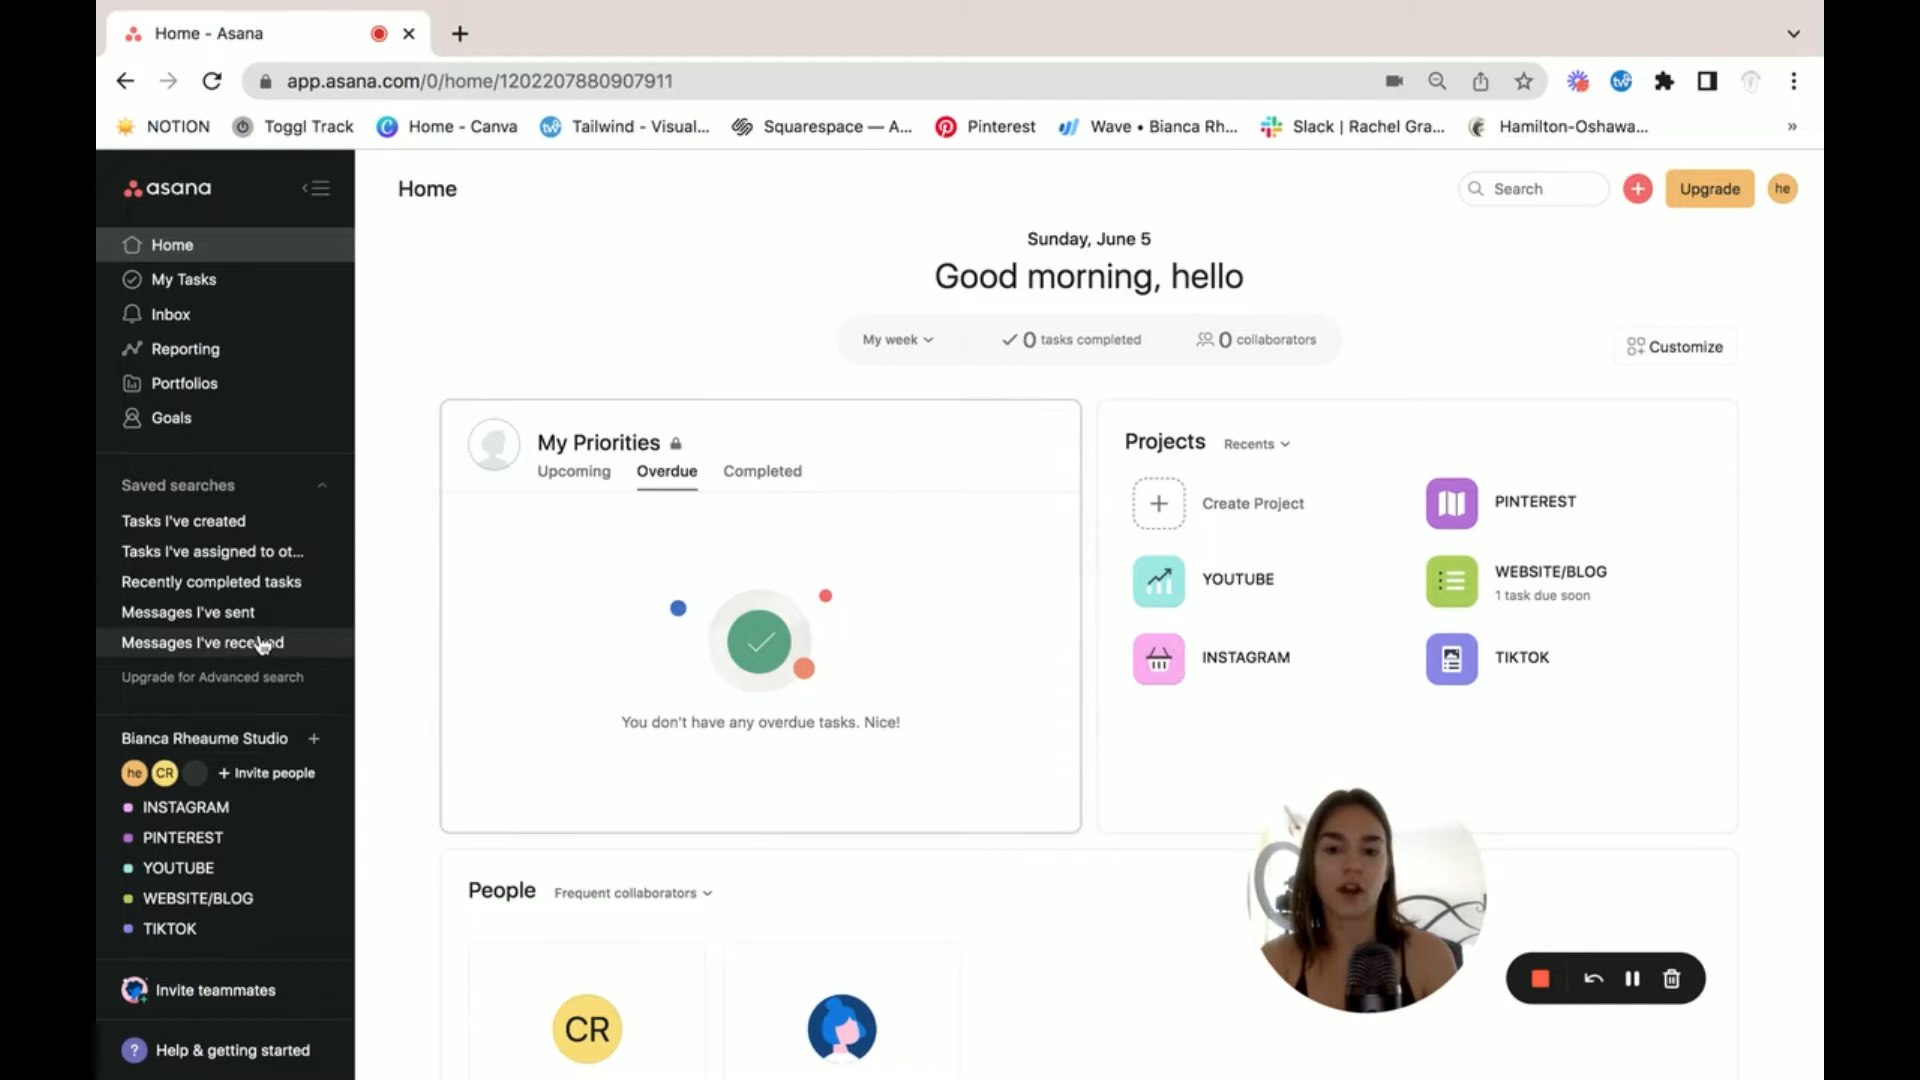 Home - Asana
app.asana.com/0/home/1202207880907911
NOTION
Toggl Track
Home - Canva
Tailwind - Visual...
Squarespace — A...
Pinterest
Wave • Bianca Rh...
Slack | Rachel Gra...
Hamilton-Oshawa...
»
asana
Home
Search
Upgrade
he
Home
My Tasks
Inbox
Reporting
Portfolios
Goals
Saved searches
Tasks I've created
Tasks I've assigned to ot...
Recently completed tasks
Messages I've sent
Messages I've received
Upgrade for Advanced search
Bianca Rheaume Studio +
he CR + Invite people
INSTAGRAM
PINTEREST
YOUTUBE
WEBSITE/BLOG
TIKTOK
Invite teammates
? Help & getting started
Sunday, June 5
Good morning, hello
My week
0 tasks completed
0 collaborators
Customize
My Priorities
Upcoming
Overdue
Completed
You don't have any overdue tasks. Nice!
Projects
Recents
Create Project
PINTEREST
YOUTUBE
WEBSITE/BLOG
1 task due soon
INSTAGRAM
TIKTOK
People
Frequent collaborators
CR